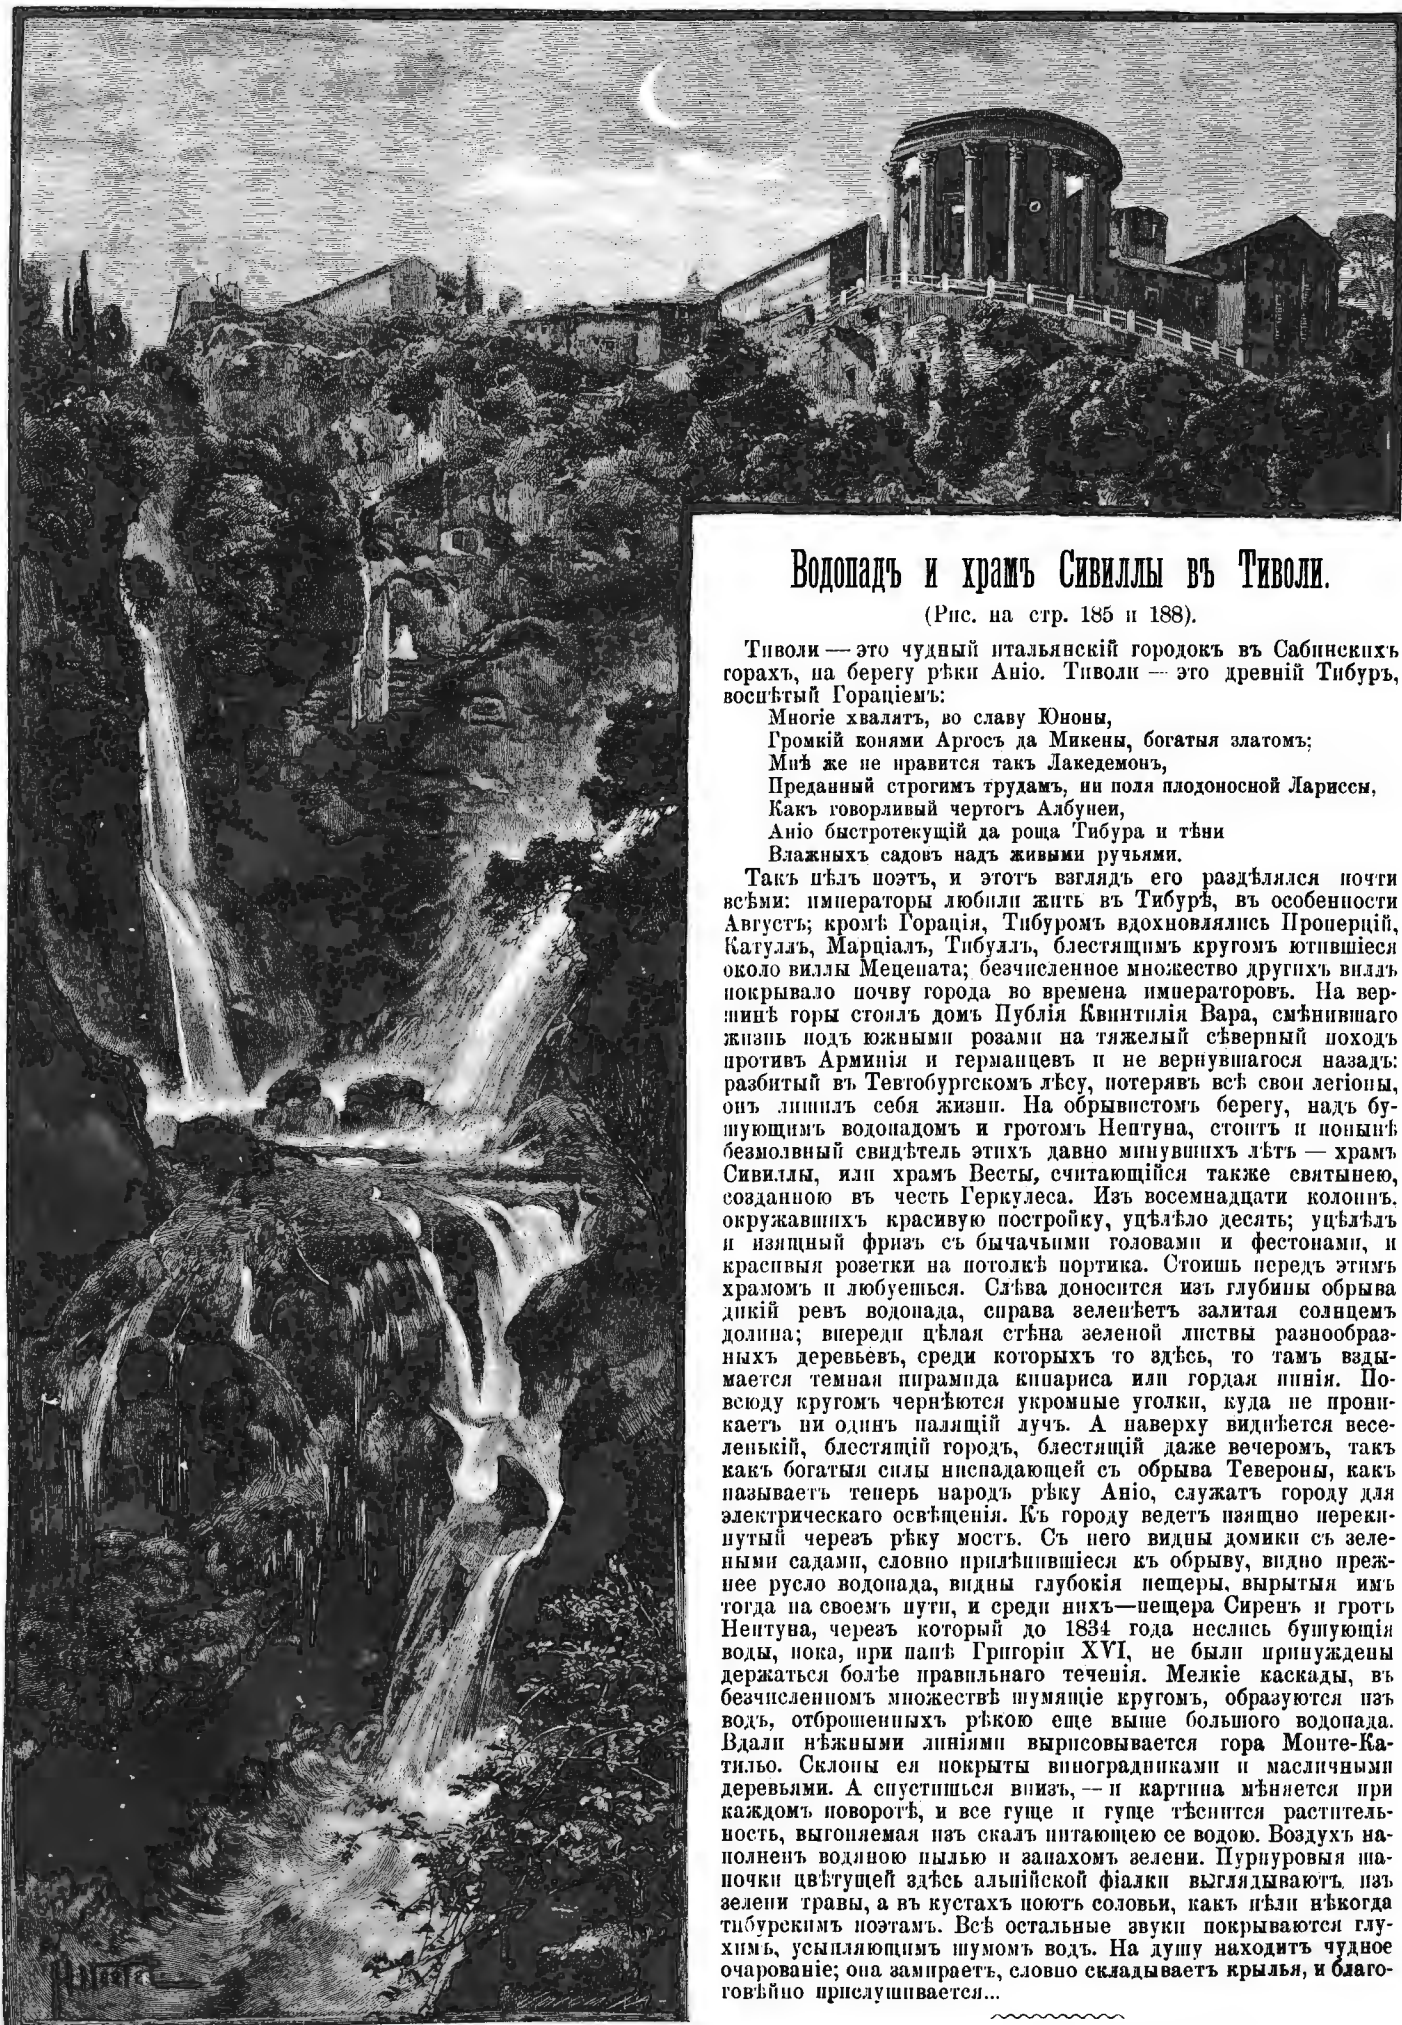 Водопадъ и храмъ Сивиллы въ Тиволи.
(Рис. на стр. 185 и 188).
Тиволи — это чудный итальянскій городокъ въ Сабинскихъ
горахъ, на берегу рѣки Аніо. Тиволи — это древній Тибуръ,
воспѣтый Гораціемъ:
Многіе хвалятъ, во славу Юноны,
Громкій конями Аргосъ да Микены, богатыя златомъ;
Мнѣ же не нравится такъ Лакедемонъ,
Преданный строгимъ трудамъ, ни поля плодоносной Лариссы,
Какъ говорливый чертогъ Албунеи,
Аніо быстротекущій да роща Тибура и тѣни
Влажныхъ садовъ надъ живыми ручьями.
Такъ пѣлъ поэтъ, и этотъ взглядъ его раздѣлялся почти
всѣми: императоры любили жить въ Тибурѣ, въ особенности
Августъ; кромѣ Горація, Тибуромъ вдохновлялись Проперцій,
Катуллъ, Марціалъ, Тибуллъ, блестящимъ кругомъ ютившіеся
около виллы Мецената; безчисленное множество другихъ виллъ
покрывало почву города во времена императоровъ. На вер-
шинѣ горы стоялъ домъ Публія Квинтилія Вара, смѣнившаго
жизнь подъ южными розами на тяжелый сѣверный походъ
противъ Арминія и германцевъ и не вернувшагося назадъ:
разбитый въ Тевтобургскомъ лѣсу, потерявъ всѣ свои легіоны,
онъ лишилъ себя жизни. На обрывистомъ берегу, надъ бу-
шующимъ водопадомъ и гротомъ Нептуна, стоитъ и понынѣ
безмолвный свидѣтель этихъ давно минувшихъ лѣтъ — храмъ
Сивиллы, или храмъ Весты, считающійся также святынею,
созданною въ честь Геркулеса. Изъ восемнадцати колоннъ,
окружавшихъ красивую постройку, уцѣлѣло десять; уцѣлѣлъ
и изящный фризъ съ бычачьими головами и фестонами, и
красивыя розетки на потолкѣ портика. Стоишь передъ этимъ
храмомъ и любуешься. Слѣва доносится изъ глубины обрыва
дикій ревъ водопада, справа зеленѣетъ залитая солнцемъ
долина; впереди цѣлая стѣна зеленой листвы разнообраз-
ныхъ деревьевъ, среди которыхъ то здѣсь, то тамъ взды-
мается темная пирамида кипариса или гордая пинія. По-
всюду кругомъ чернѣются укромные уголки, куда не прони-
каетъ ни одинъ палящій лучъ. А наверху виднѣется весе-
ленькій, блестящій городъ, блестящій даже вечеромъ, такъ
какъ богатыя силы ниспадающей съ обрыва Тевероны, какъ
называетъ теперь народъ рѣку Аніо, служатъ городу для
электрическаго освѣщенія. Къ городу ведетъ изящно переки-
нутый черезъ рѣку мостъ. Съ него видны домики съ зеле-
ными садами, словно прилѣпившіеся къ обрыву, видно преж-
нее русло водопада, видны глубокія пещеры, вырытыя имъ
тогда на своемъ пути, и среди нихъ—пещера Сиренъ и гротъ
Нептуна, черезъ который до 1834 года неслись бушующія
воды, пока, при папѣ Григоріи XVI, не были принуждены
держаться болѣе правильнаго теченія. Мелкіе каскады, въ
безчисленномъ множествѣ шумящіе кругомъ, образуются изъ
водъ, отброшенныхъ рѣкою еще выше большого водопада.
Вдали нѣжными линіями вырисовывается гора Монте-Ка-
тильо. Склоны ея покрыты виноградниками и масличными
деревьями. А спустишься внизъ, — и картина мѣняется при
каждомъ поворотѣ, и все гуще и гуще тѣснится раститель-
ность, выгоняемая изъ скалъ питающею ее водою. Воздухъ на-
полненъ водяною пылью и запахомъ зелени. Пурпуровыя ша-
почки цвѣтущей здѣсь альпійской фіалки выглядываютъ изъ
зелени травы, а въ кустахъ поютъ соловьи, какъ пѣли нѣкогда
тибурскимъ поэтамъ. Всѣ остальные звуки покрываются глу-
химъ, усыпляющимъ шумомъ водъ. На душу находитъ чудное
очарованіе; она замираетъ, словно складываетъ крылья, и благо-
говѣйно прислушивается...